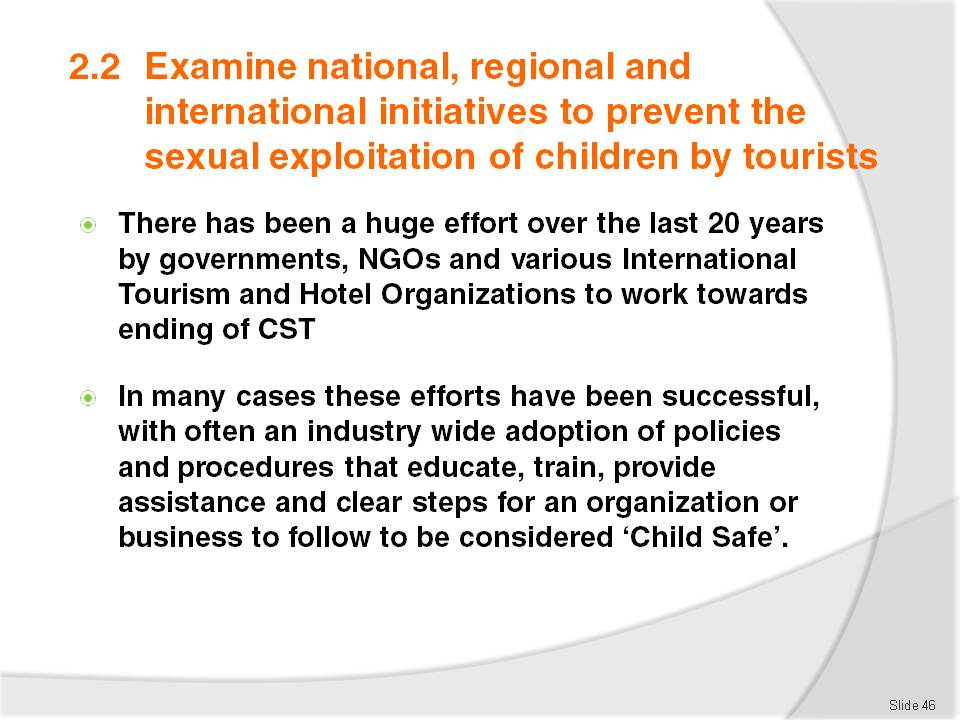 2.2 Examine national, regional and
international initiatives to prevent the
sexual exploitation of children by tourists
There has been a huge effort over the last 20 years
by governments, NGOs and various International
Tourism and Hotel Organizations to work towards
ending of CST
In many cases these efforts have been successful,
with often an industry wide adoption of policies
and procedures that educate, train, provide
assistance and clear steps for an organization or
business to follow to be considered ‘Child Safe’.
Slide 46